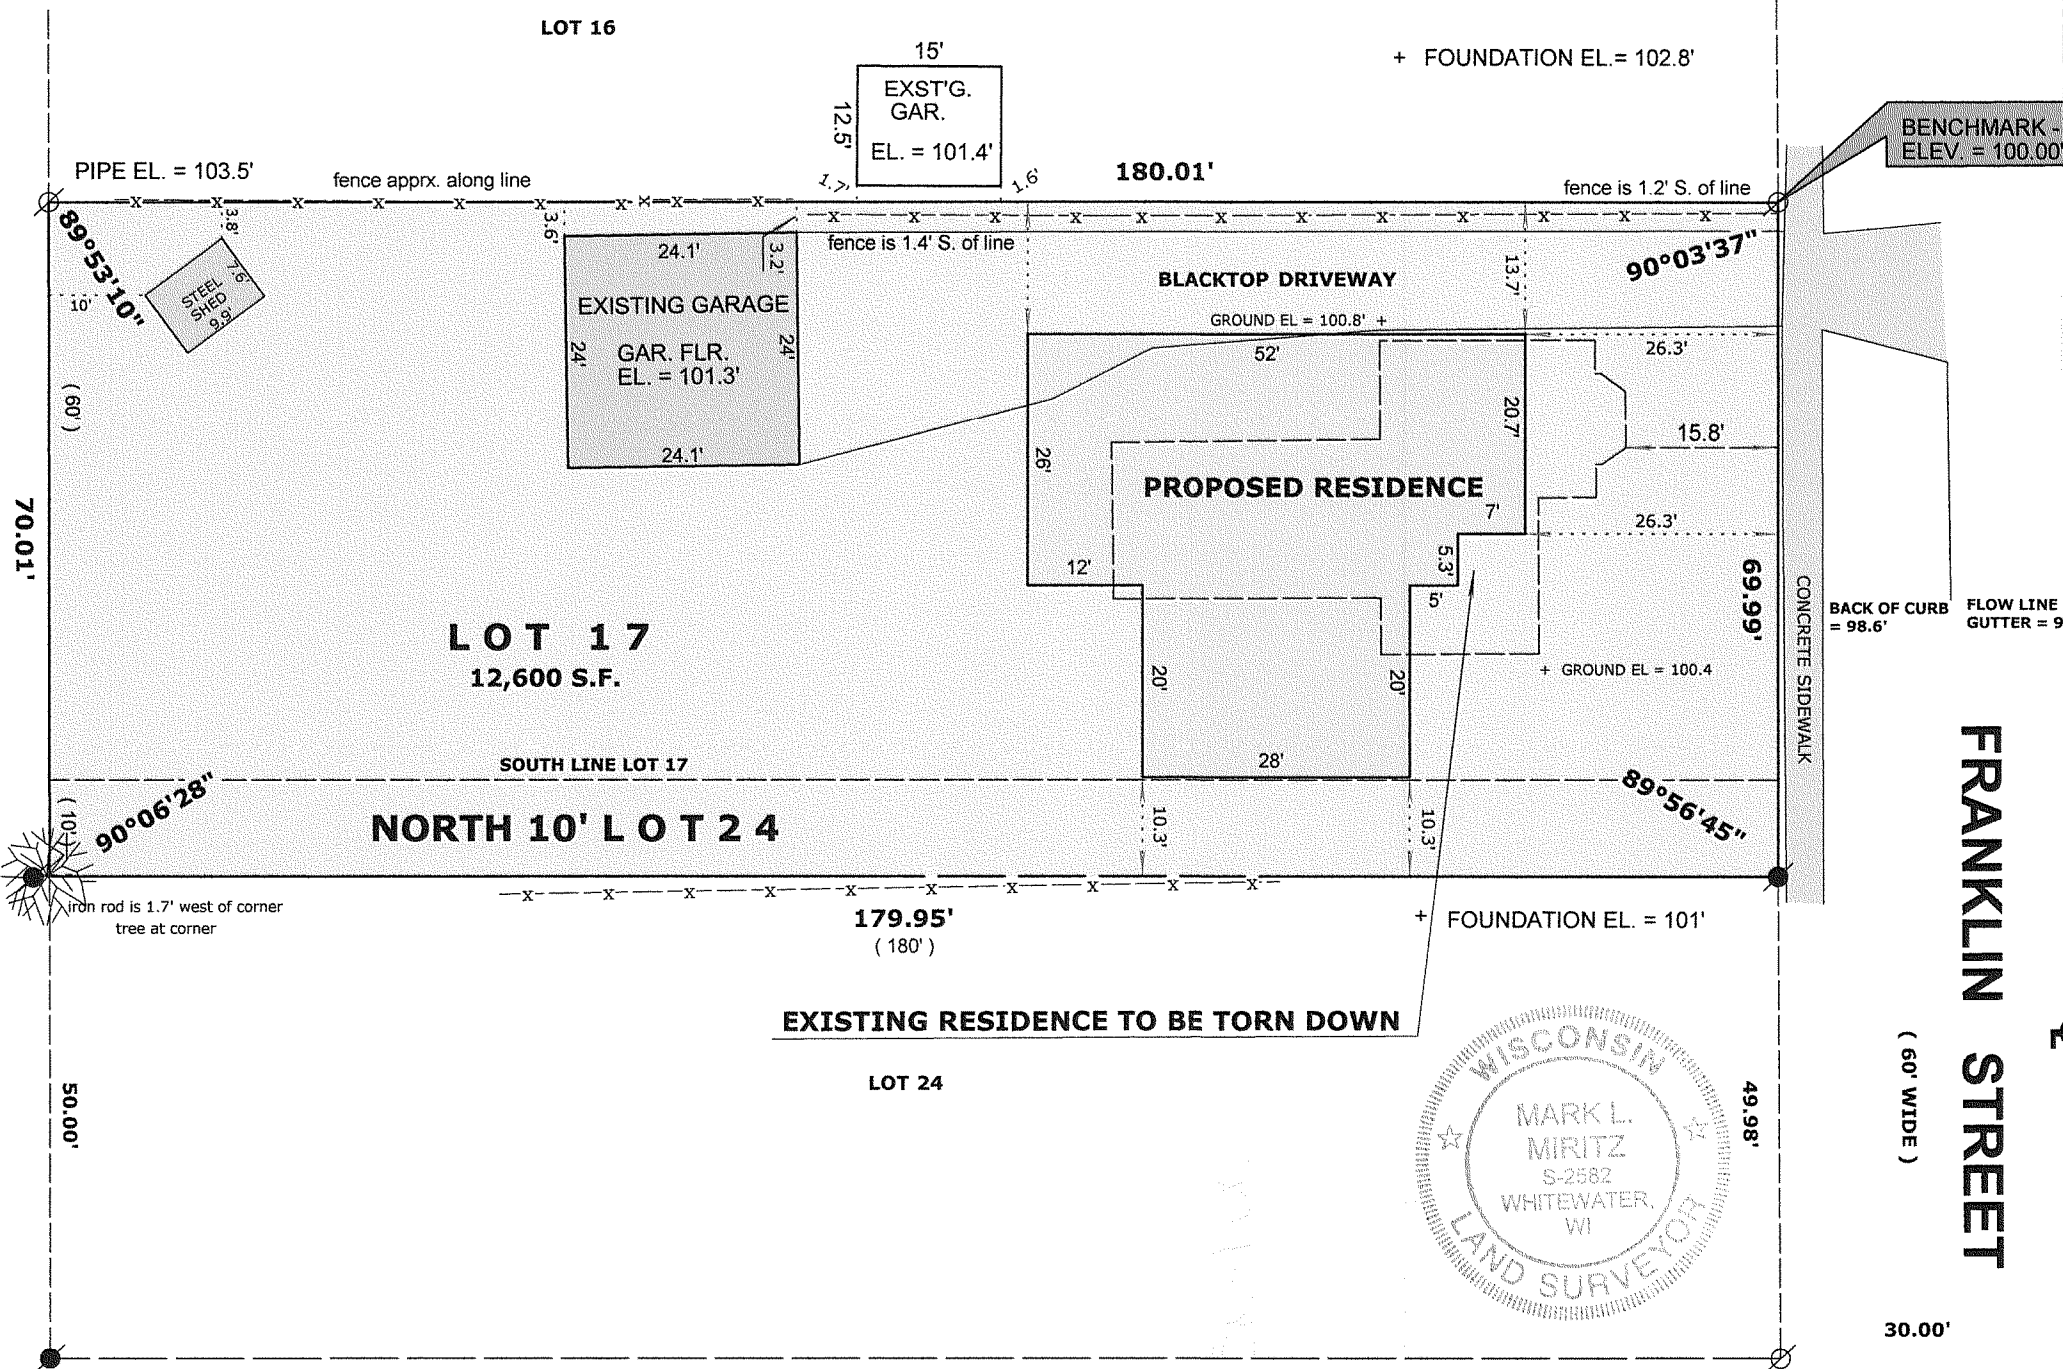 LOT 16
15'
EXST'G.
GAR.
EL. = 101.4'
12.5'
1.7'
1.6'
+ FOUNDATION EL.= 102.8'
BENCHMARK -
ELEV. = 100.00'
PIPE EL. = 103.5'
fence apprx. along line
180.01'
fence is 1.2' S. of line
89°53'10"
3.8'
STEEL
SHED
7.6'
9.9'
10'
3.6'
24.1'
3.2'
fence is 1.4' S. of line
EXISTING GARAGE
GAR. FLR.
EL. = 101.3'
24'
24'
24.1'
BLACKTOP DRIVEWAY
13.7'
90°03'37"
GROUND EL = 100.8' +
52'
26.3'
20.7'
15.8'
26'
PROPOSED RESIDENCE
7'
26.3'
5.3'
5'
12'
( 60' )
70.01'
69.99'
CONCRETE SIDEWALK
BACK OF CURB
= 98.6'
FLOW LINE
GUTTER = 9
LOT 17
12,600 S.F.
20'
20'
+ GROUND EL = 100.4
28'
SOUTH LINE LOT 17
( 10' )
90°06'28"
NORTH 10' LOT 24
10.3'
10.3'
89°56'45"
iron rod is 1.7' west of corner
tree at corner
179.95'
( 180' )
+ FOUNDATION EL. = 101'
EXISTING RESIDENCE TO BE TORN DOWN
LOT 24
50.00'
49.98'
WISCONSIN
MARK L.
MIRITZ
S-2582
WHITEWATER,
WI
LAND SURVEYOR
FRANKLIN STREET
( 60' WIDE )
30.00'